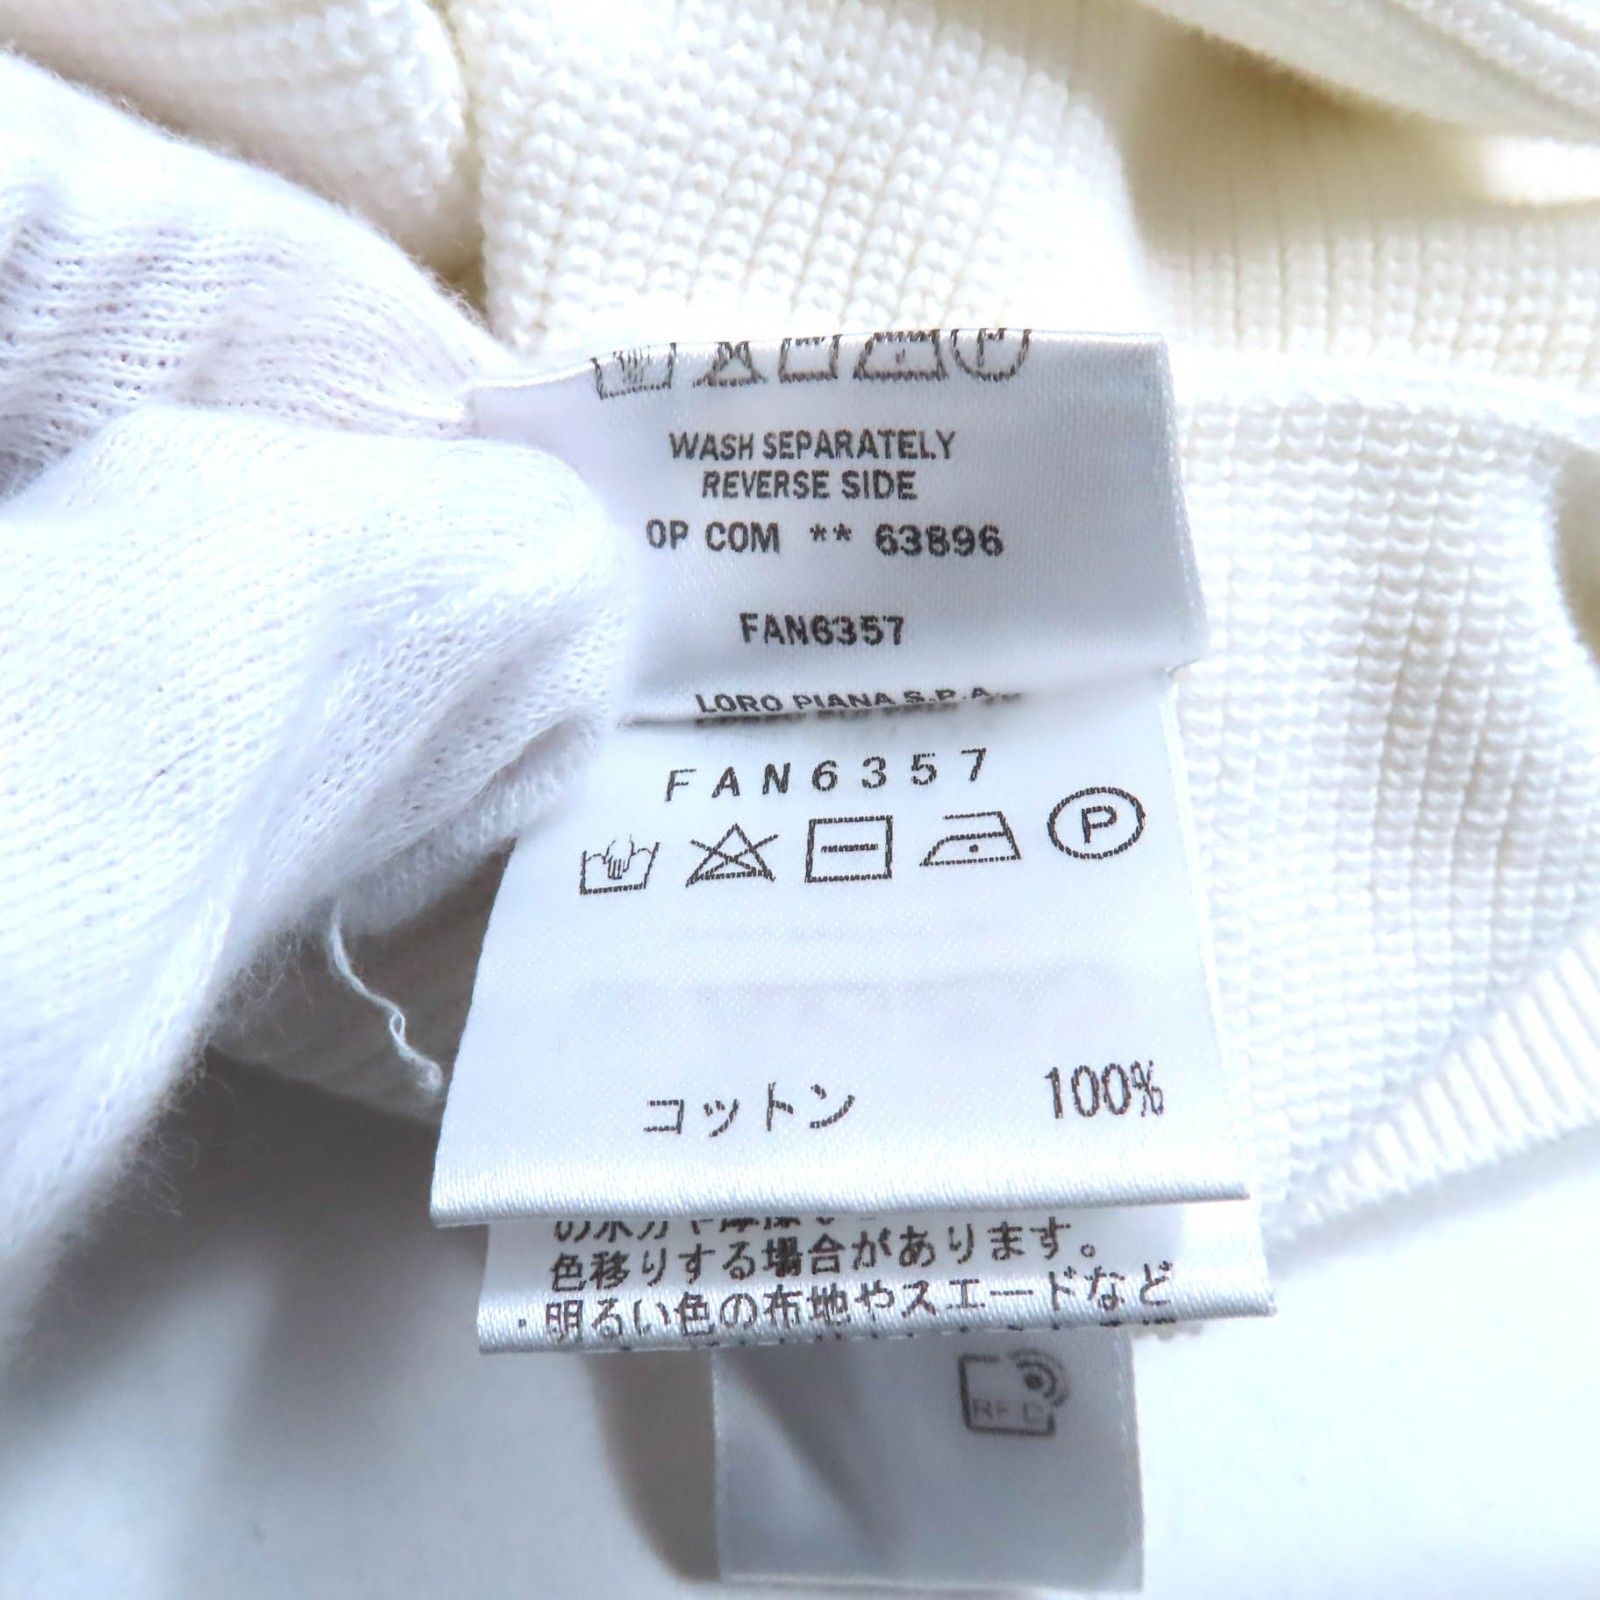 WASH SEPARATELY
REVERSE SIDE
OP COM ** 63896
FAN6357
LORO PIANA S.P.A.
FAN6357
P
コットン 100%
色移りする場合があります。
・明るい色の布地やスエードなど
RFID